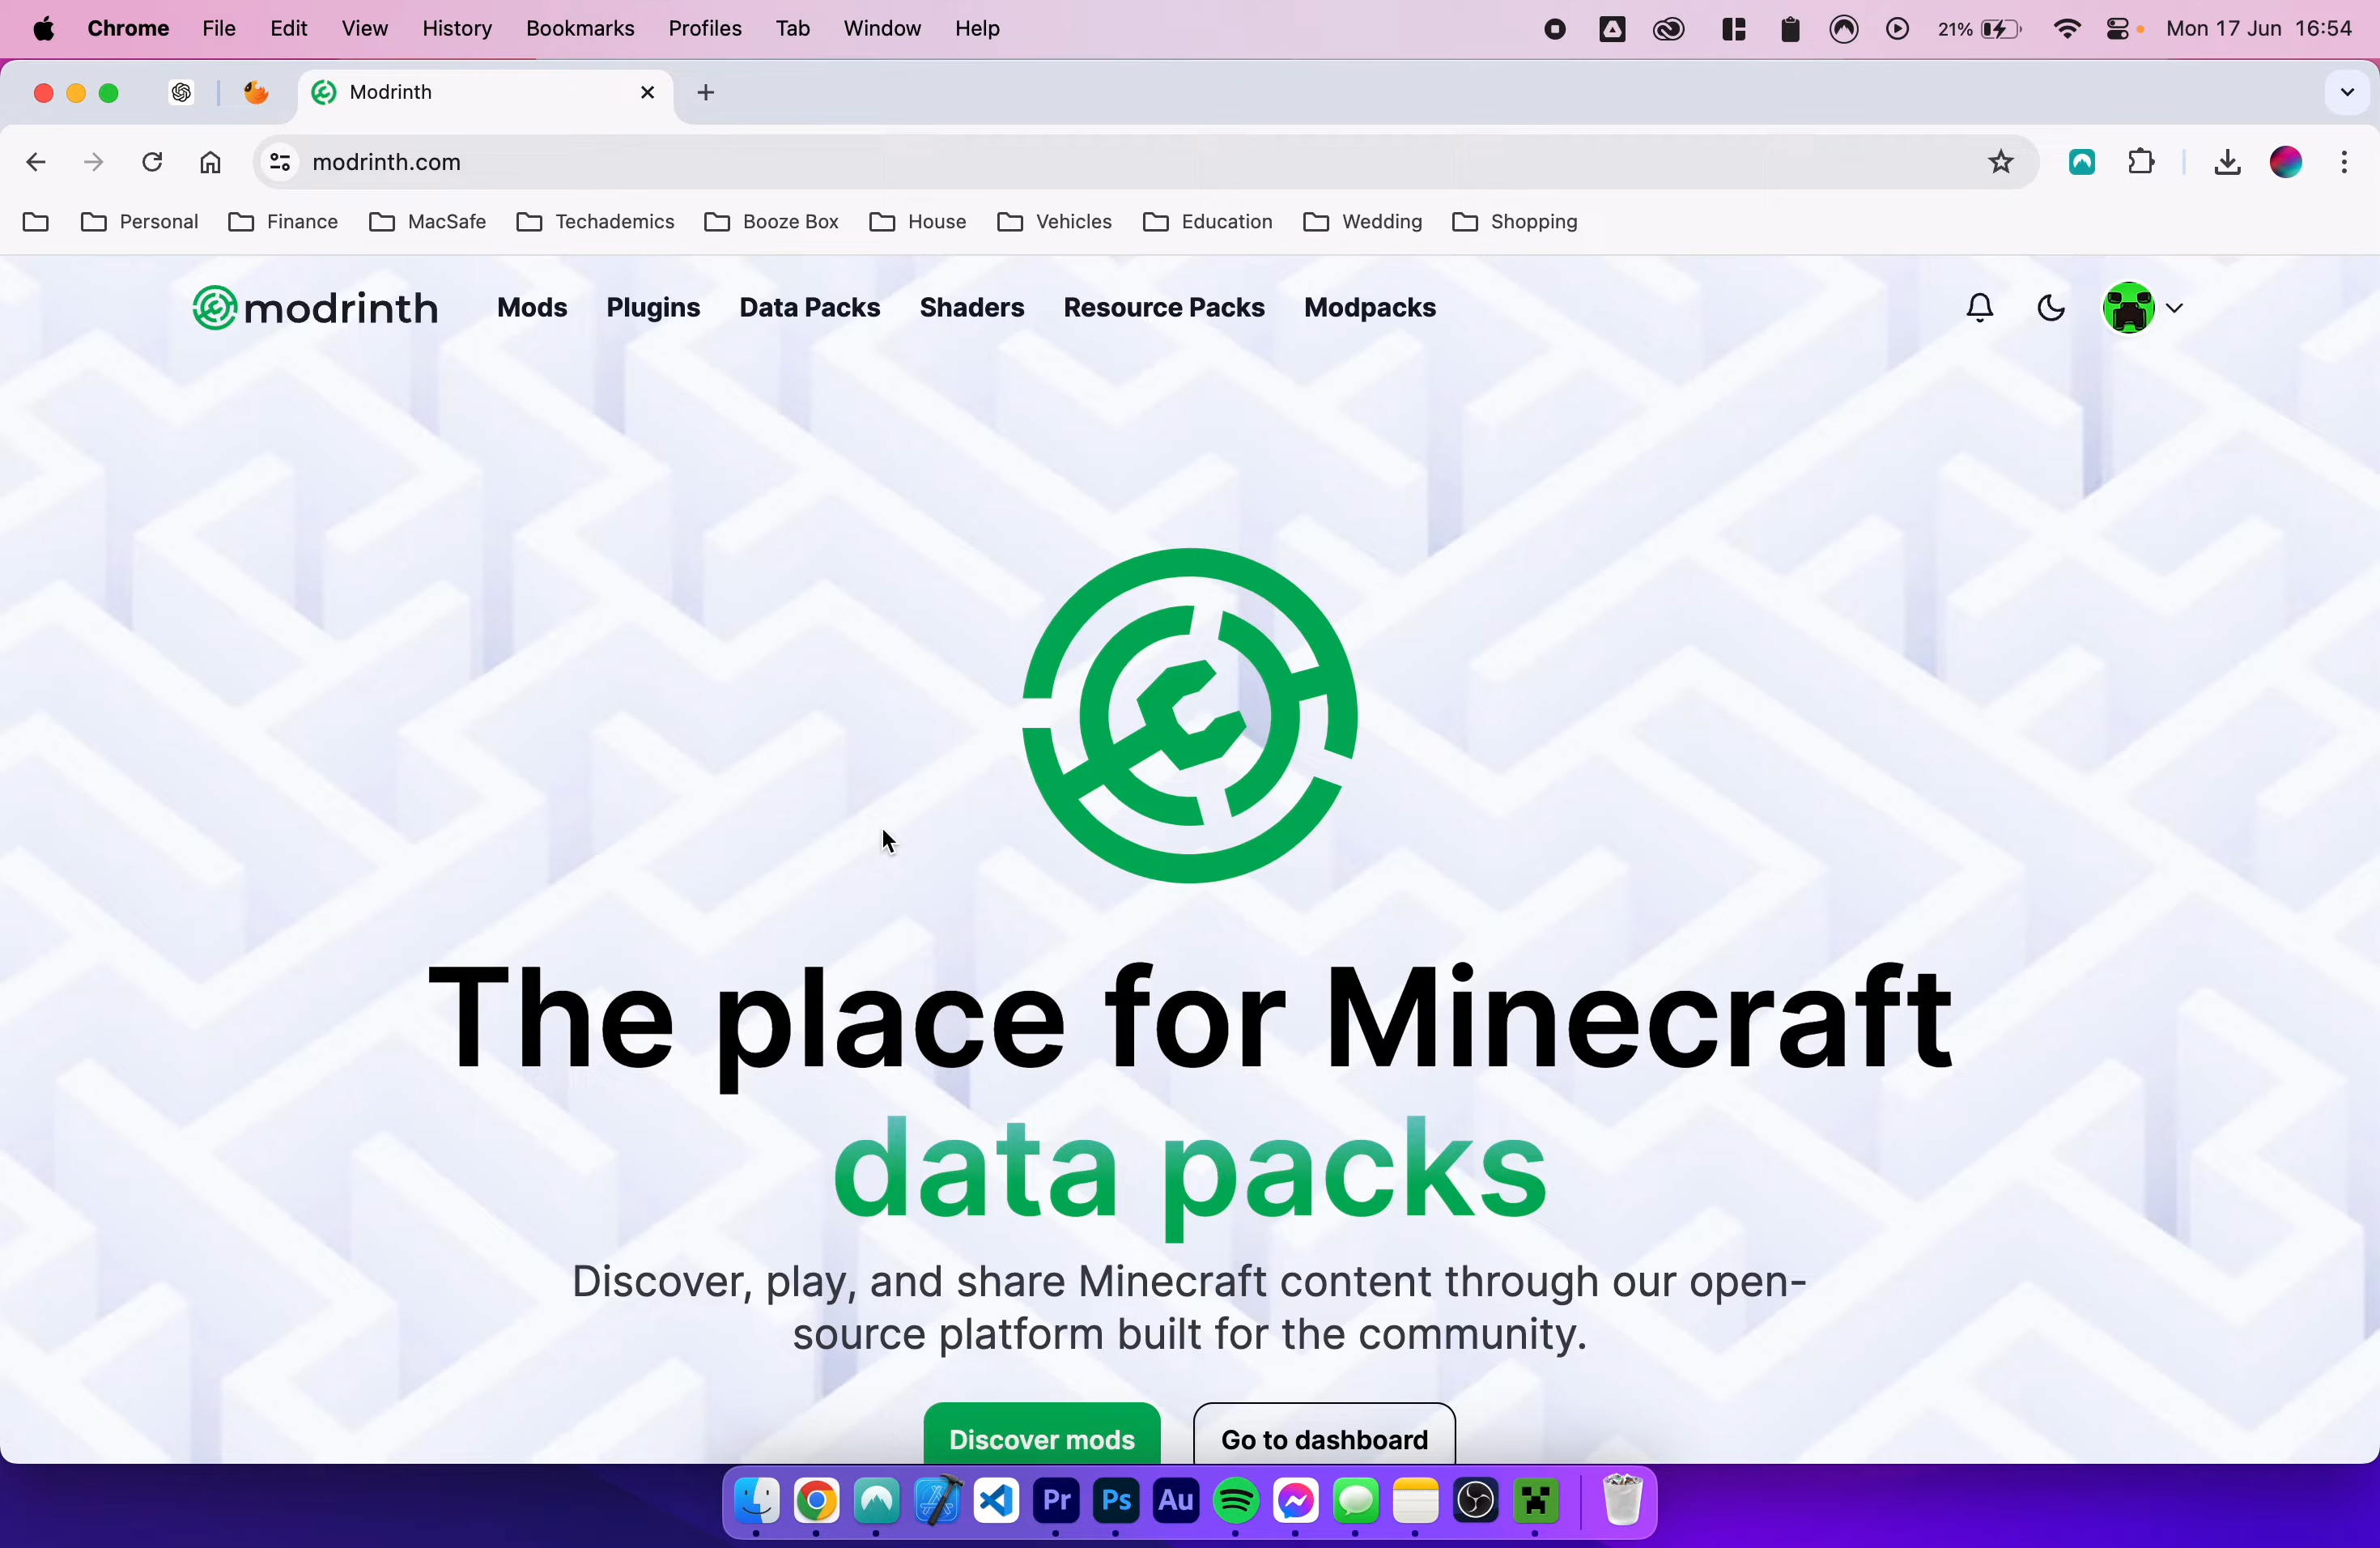 Chrome File Edit View History Bookmarks Profiles Tab Window Help 21% Mon 17 Jun 16:54
Modrinth
modrinth.com
Personal Finance MacSafe Techademics Booze Box House Vehicles Education Wedding Shopping
modrinth Mods Plugins Data Packs Shaders Resource Packs Modpacks
The place for Minecraft
data packs
Discover, play, and share Minecraft content through our open-
source platform built for the community.
Discover mods Go to dashboard
Pr Ps Au